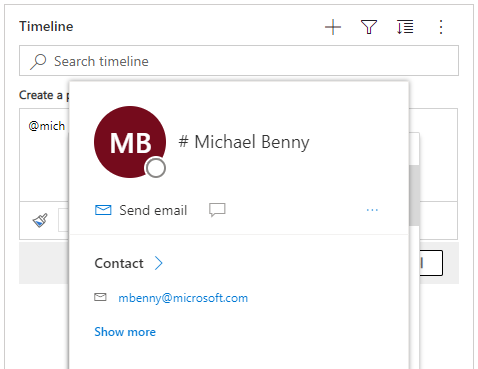 Timeline
Search timeline
Create a p
@mich
MB
# Michael Benny
Send email
Contact
mbenny@microsoft.com
Show more